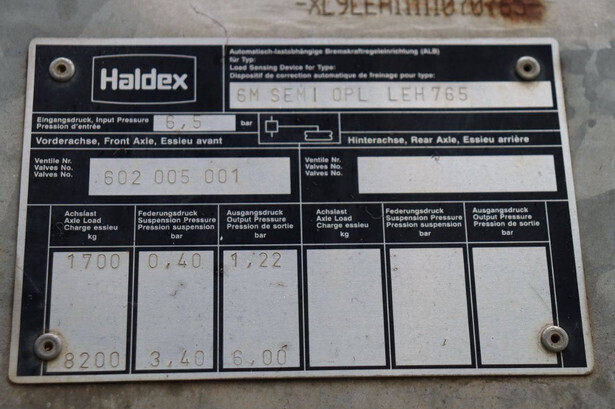 Haldex
Automatisch-lastabhängige Bremskraftregeleinrichtung (ALB)
für Typ:
Load Sensing Device for Type:
Dispositif de correction automatique de freinage pour type:
6M SEMI OPL LEH765
Eingangsdruck, Input Pressure
Pression d'entrée
6,5 bar
Vorderachse, Front Axle, Essieu avant
Hinterachse, Rear Axle, Essieu arrière
Ventile Nr.
Valves No.
Valves No.
602 005 001
Ventile Nr.
Valves No.
Valves No.
Achslast
Axle Load
Charge essieu
kg
Federungsdruck
Suspension Pressure
Pression suspension
bar
Ausgangsdruck
Output Pressure
Pression de sortie
bar
Achslast
Axle Load
Charge essieu
kg
Federungsdruck
Suspension Pressure
Pression suspension
bar
Ausgangsdruck
Output Pressure
Pression de sortie
bar
1700 0,40 1,22
8200 3,40 6,00